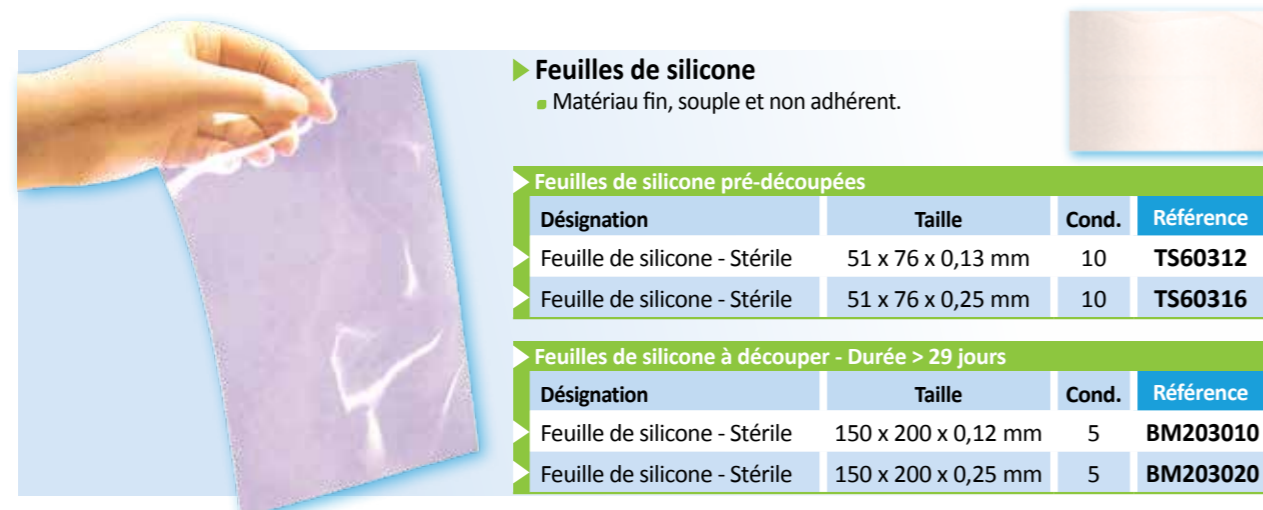 Feuilles de silicone
Matériau fin, souple et non adhérent.
Feuilles de silicone pré-découpées
Désignation Taille Cond. Référence
Feuille de silicone - Stérile 51 x 76 x 0,13 mm 10 TS60312
Feuille de silicone - Stérile 51 x 76 x 0,25 mm 10 TS60316
Feuilles de silicone à découper - Durée > 29 jours
Désignation Taille Cond. Référence
Feuille de silicone - Stérile 150 x 200 x 0,12 mm 5 BM203010
Feuille de silicone - Stérile 150 x 200 x 0,25 mm 5 BM203020